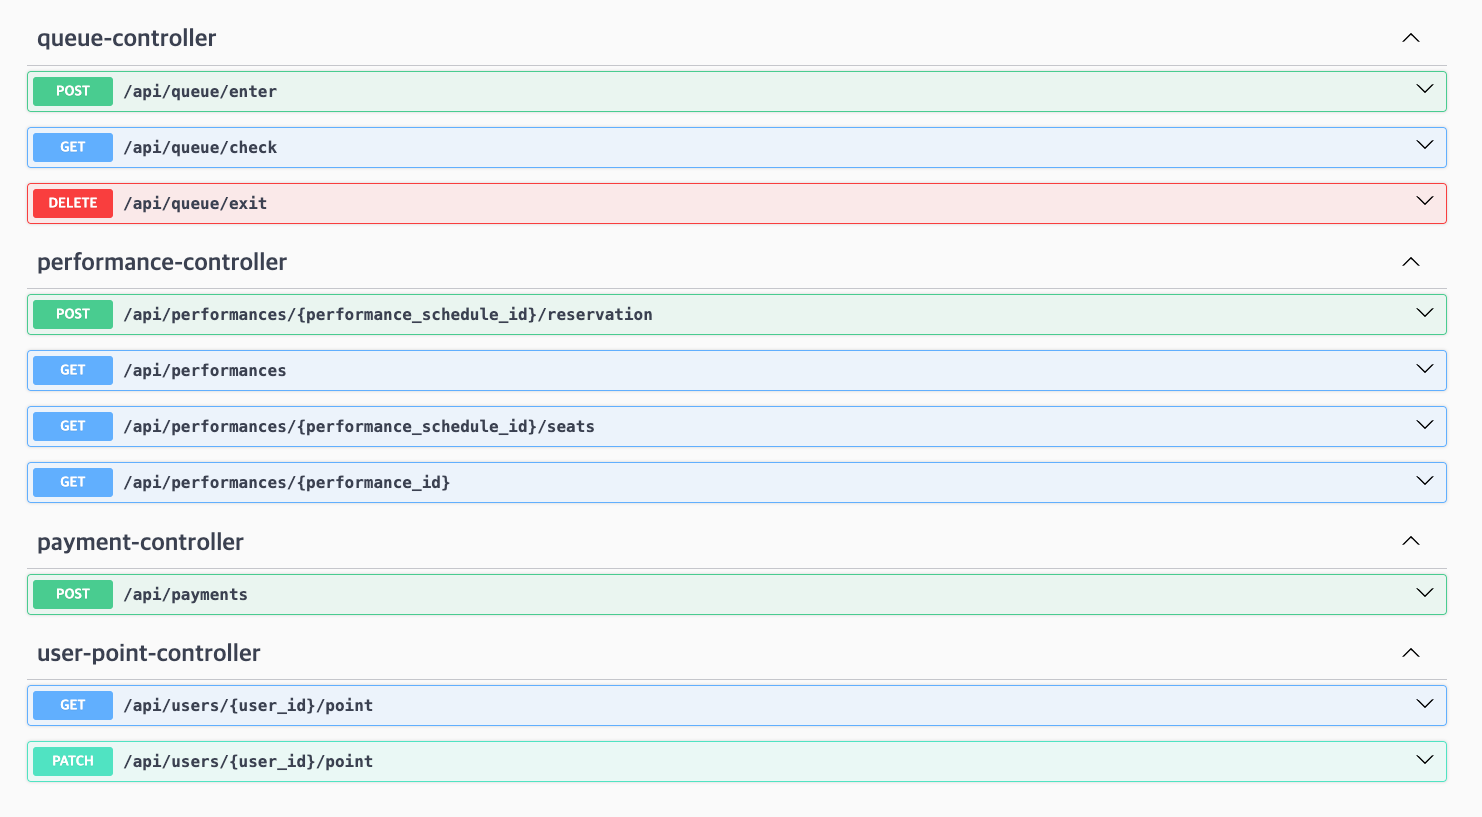 queue-controller
POST /api/queue/enter
GET /api/queue/check
DELETE /api/queue/exit
performance-controller
POST /api/performances/{performance_schedule_id}/reservation
GET /api/performances
GET /api/performances/{performance_schedule_id}/seats
GET /api/performances/{performance_id}
payment-controller
POST /api/payments
user-point-controller
GET /api/users/{user_id}/point
PATCH /api/users/{user_id}/point